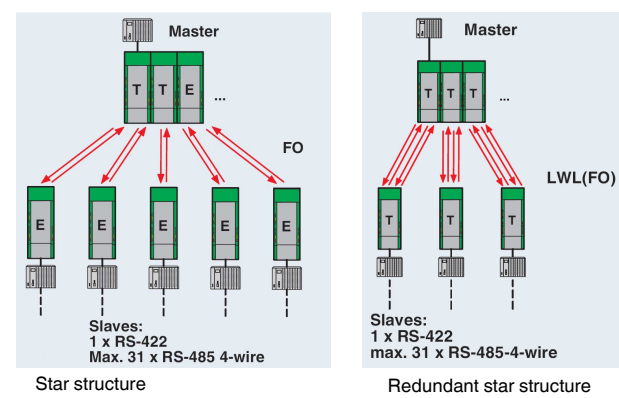 Master
T T E ...
FO
E E E E E
Slaves:
1 x RS-422
Max. 31 x RS-485 4-wire
Star structure
Master
T T T ...
LWL(FO)
T T T
Slaves:
1 x RS-422
max. 31 x RS-485-4-wire
Redundant star structure